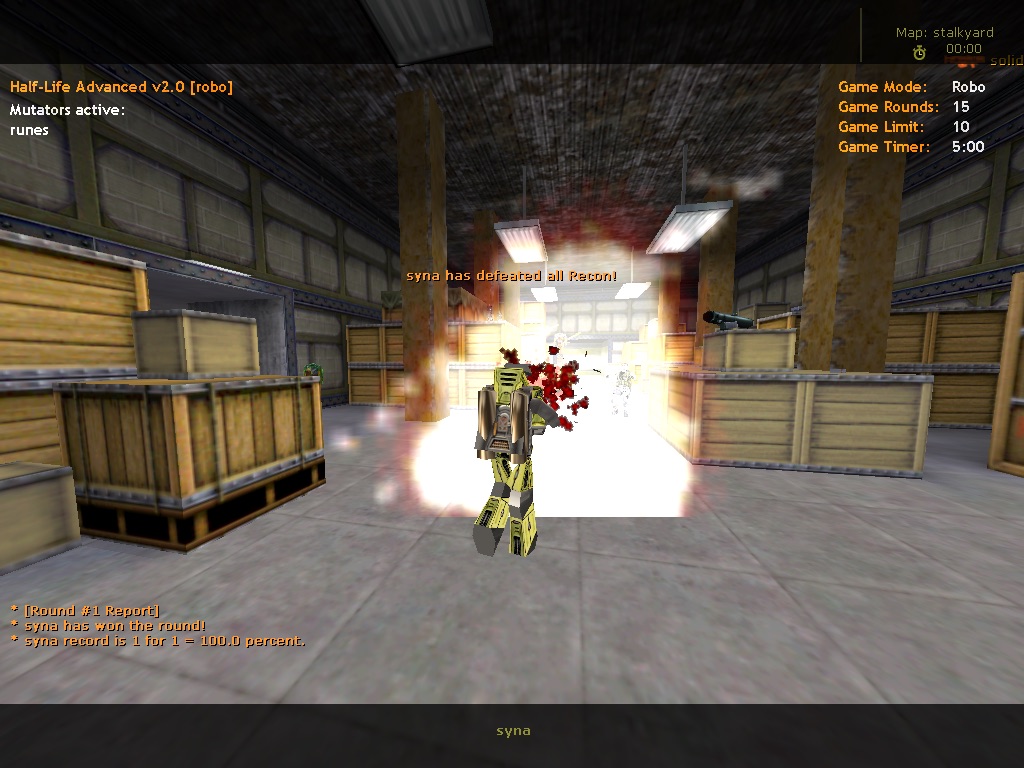 Map: stalkyard
00:00
solid
Half-Life Advanced v2.0 [robo]
Mutators active:
runes
Game Mode: Robo
Game Rounds: 15
Game Limit: 10
Game Timer: 5:00
syna has defeated all Recon!
* [Round #1 Report]
* syna has won the round!
* syna record is 1 for 1 = 100.0 percent.
syna